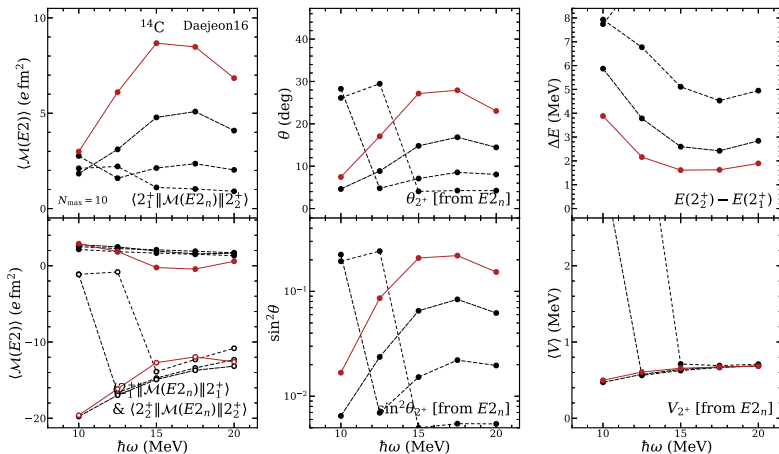 ¹⁴C Daejeon16
⟨ℳ(E2)⟩ (e fm²)
10
5
0
N_max = 10
⟨2₁⁺‖ℳ(E2ₙ)‖2₂⁺⟩
θ (deg)
40
30
20
10
0
θ₂⁺ [from E2ₙ]
ΔE (MeV)
8
7
6
5
4
3
2
1
0
E(2₂⁺) − E(2₁⁺)
⟨ℳ(E2)⟩ (e fm²)
0
−10
−20
⟨2₁⁺‖ℳ(E2ₙ)‖2₁⁺⟩
& ⟨2₂⁺‖ℳ(E2ₙ)‖2₂⁺⟩
10 15 20
ħω (MeV)
sin²θ
10⁻¹
10⁻²
sin²θ₂⁺ [from E2ₙ]
10 15 20
ħω (MeV)
⟨V⟩ (MeV)
2
1
0
V₂⁺ [from E2ₙ]
10 15 20
ħω (MeV)